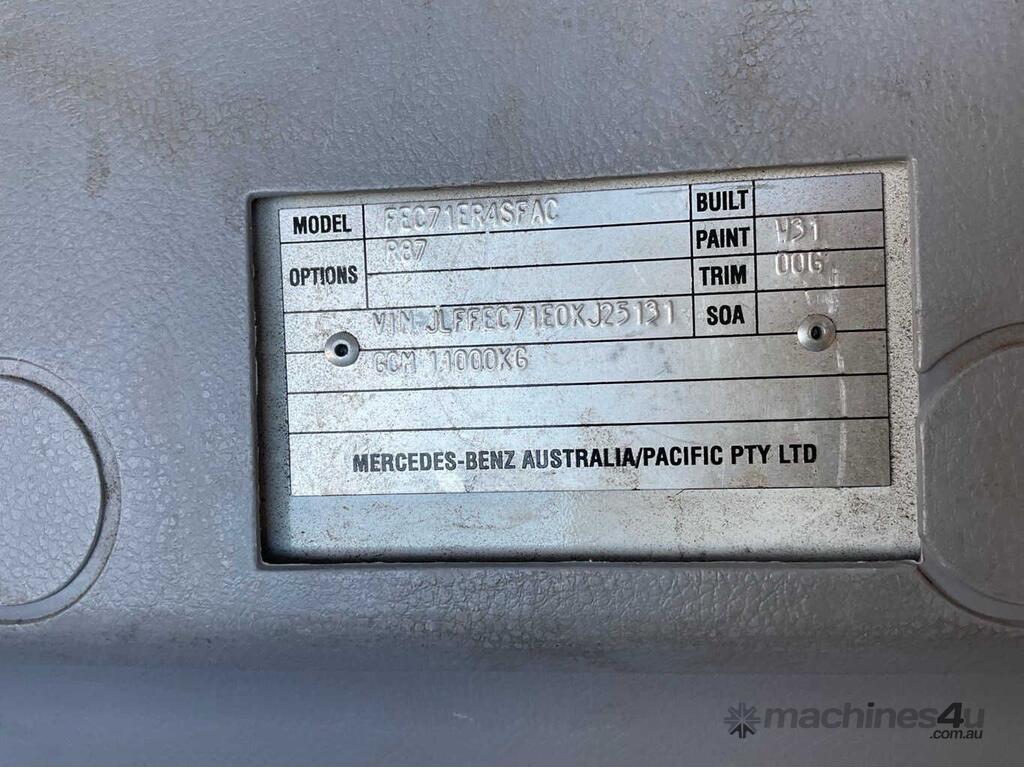 MODEL FEC71ER4SFAC BUILT
OPTIONS R87 PAINT W31
TRIM 00G
VIN JLFFEC71E0KJ25131 SOA
GCM 11000KG
MERCEDES-BENZ AUSTRALIA/PACIFIC PTY LTD
machines4u
.com.au